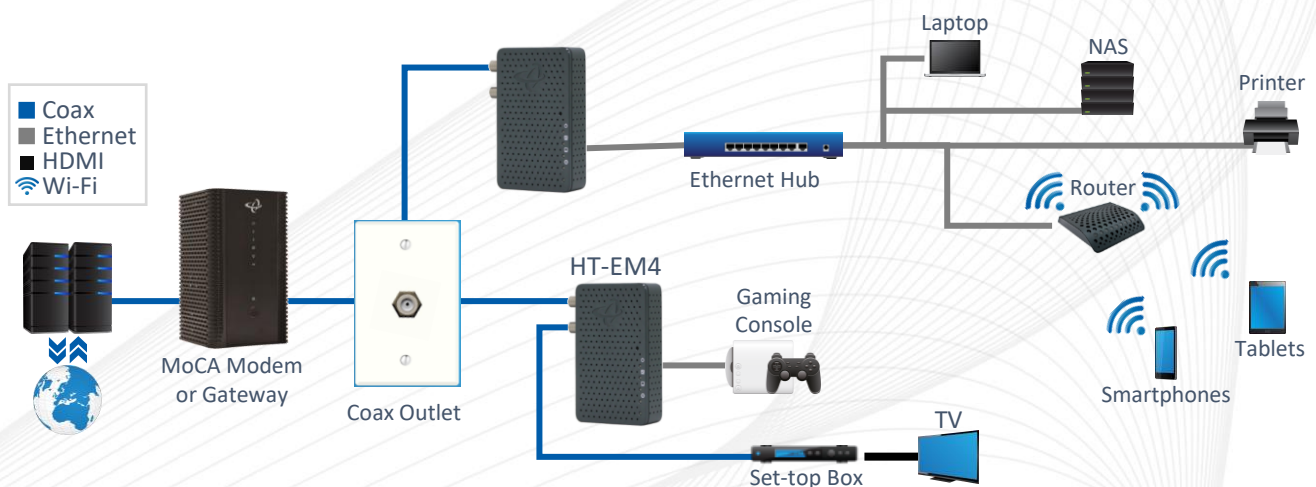 Coax
Ethernet
HDMI
Wi-Fi
Laptop
NAS
Printer
Ethernet Hub
Router
HT-EM4
Gaming
Console
MoCA Modem
or Gateway
Coax Outlet
Tablets
Smartphones
TV
Set-top Box